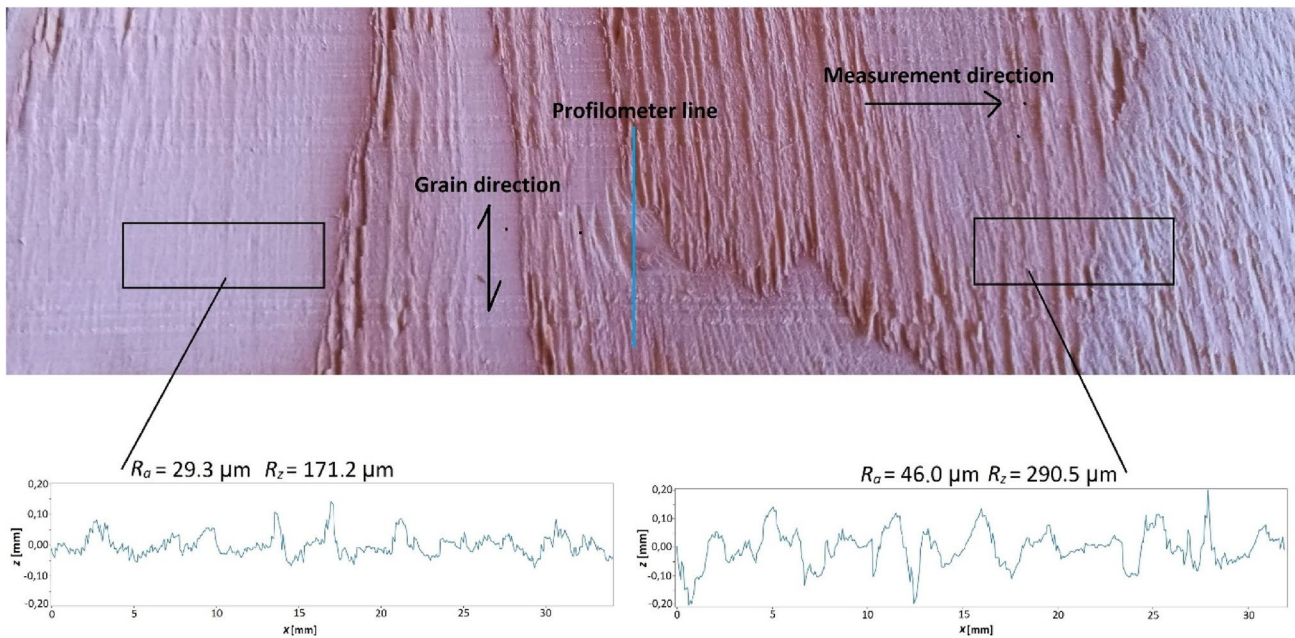 Measurement direction
Profilometer line
Grain direction
Ra = 29.3 µm Rz = 171.2 µm
Ra = 46.0 µm Rz = 290.5 µm
0,20
0,10
0,00
-0,10
-0,20
z [mm]
0 5 10 15 20 25 30
x [mm]
0,20
0,10
0,00
-0,10
-0,20
z [mm]
0 5 10 15 20 25 30
x [mm]